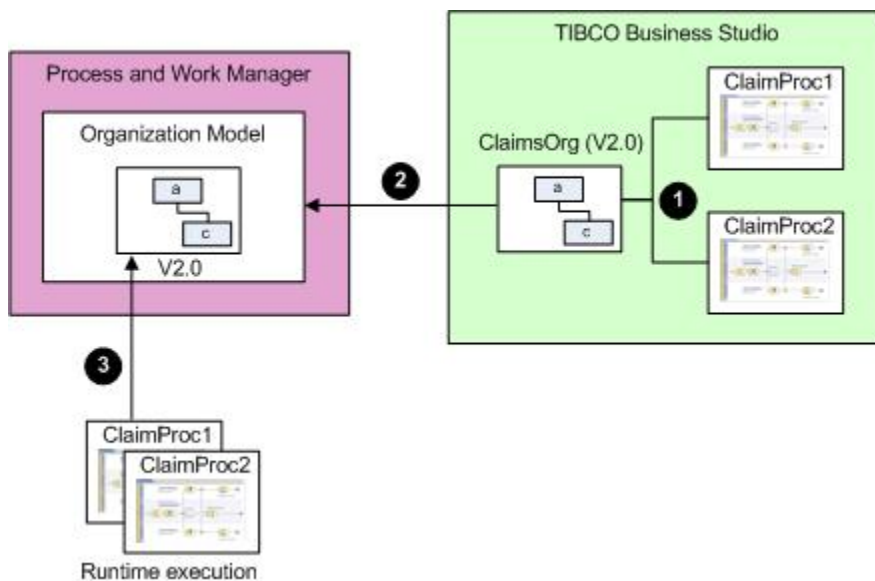 TIBCO Business Studio
Process and Work Manager
ClaimProc1
Organization Model
ClaimsOrg (V2.0)
a
c
V2.0
2
a
c
1
ClaimProc2
3
ClaimProc1
ClaimProc2
Runtime execution